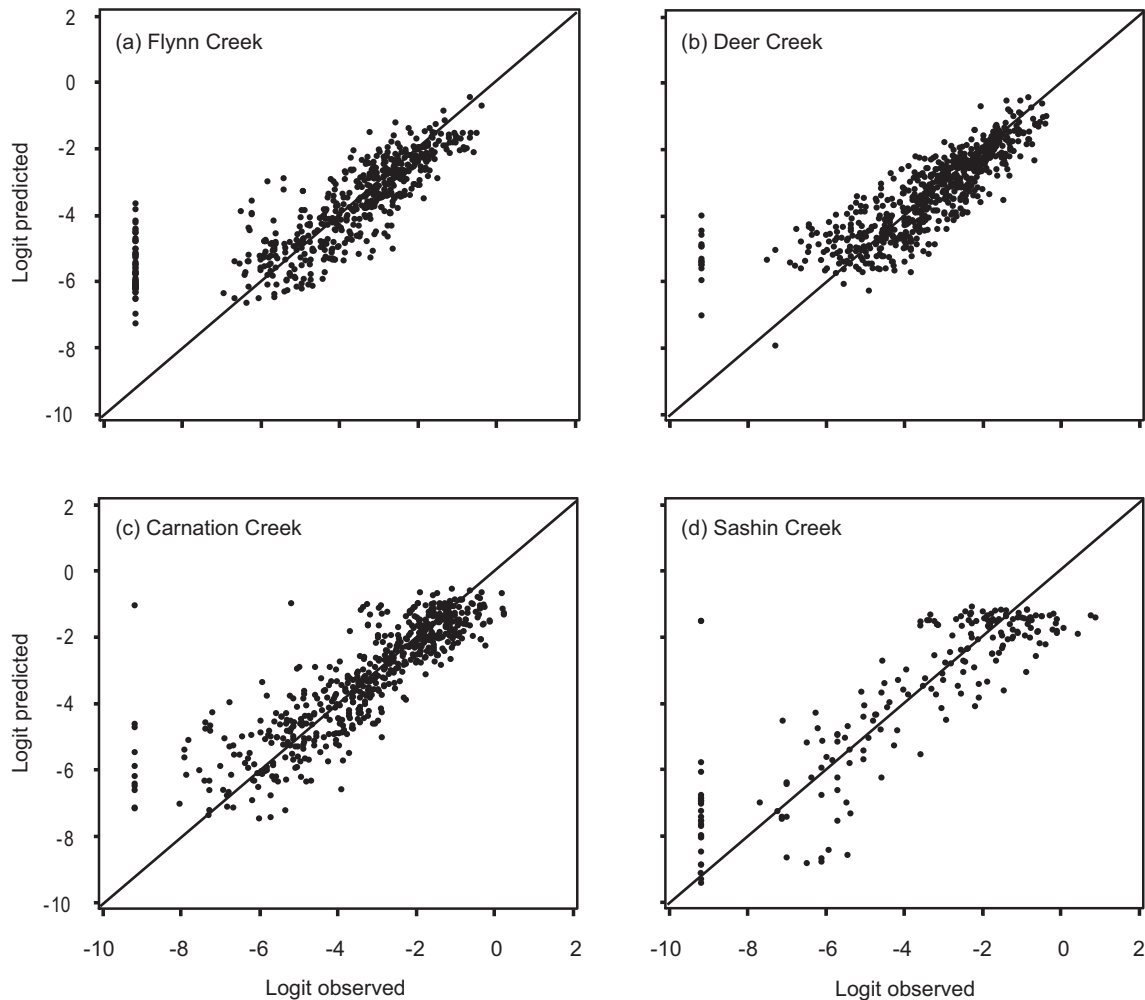 2
0
-2
-4
-6
-8
-10
Logit predicted
(a) Flynn Creek
(b) Deer Creek
2
0
-2
-4
-6
-8
-10
Logit predicted
(c) Carnation Creek
(d) Sashin Creek
-10 -8 -6 -4 -2 0 2
-10 -8 -6 -4 -2 0 2
Logit observed
Logit observed